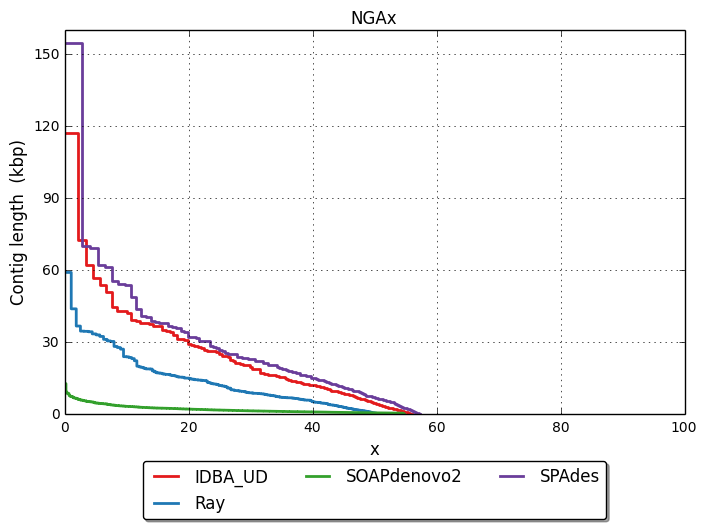 NGAx
Contig length (kbp)
150
120
90
60
30
0
0 20 40 60 80 100
x
IDBA_UD SOAPdenovo2 SPAdes
Ray